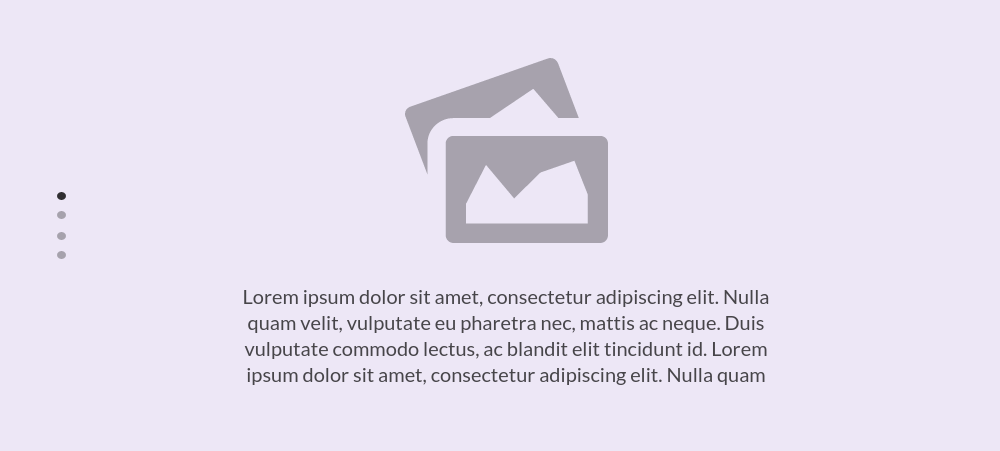 Lorem ipsum dolor sit amet, consectetur adipiscing elit. Nulla
quam velit, vulputate eu pharetra nec, mattis ac neque. Duis
vulputate commodo lectus, ac blandit elit tincidunt id. Lorem
ipsum dolor sit amet, consectetur adipiscing elit. Nulla quam